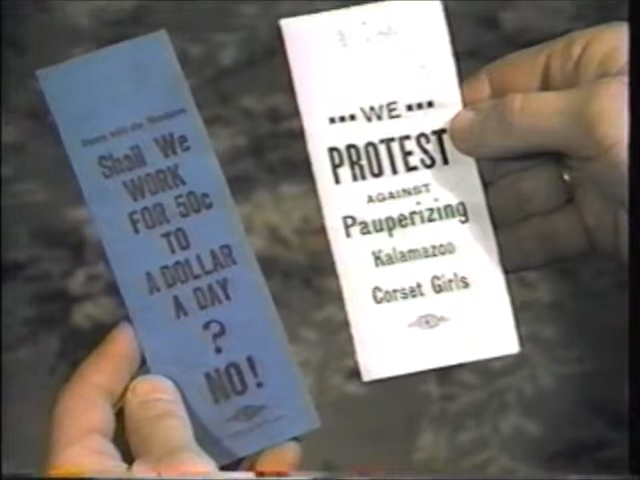 Shall We
WORK
FOR 50c
TO
A DOLLAR
A DAY
?
NO!
WE
PROTEST
AGAINST
Pauperizing
Kalamazoo
Corset Girls